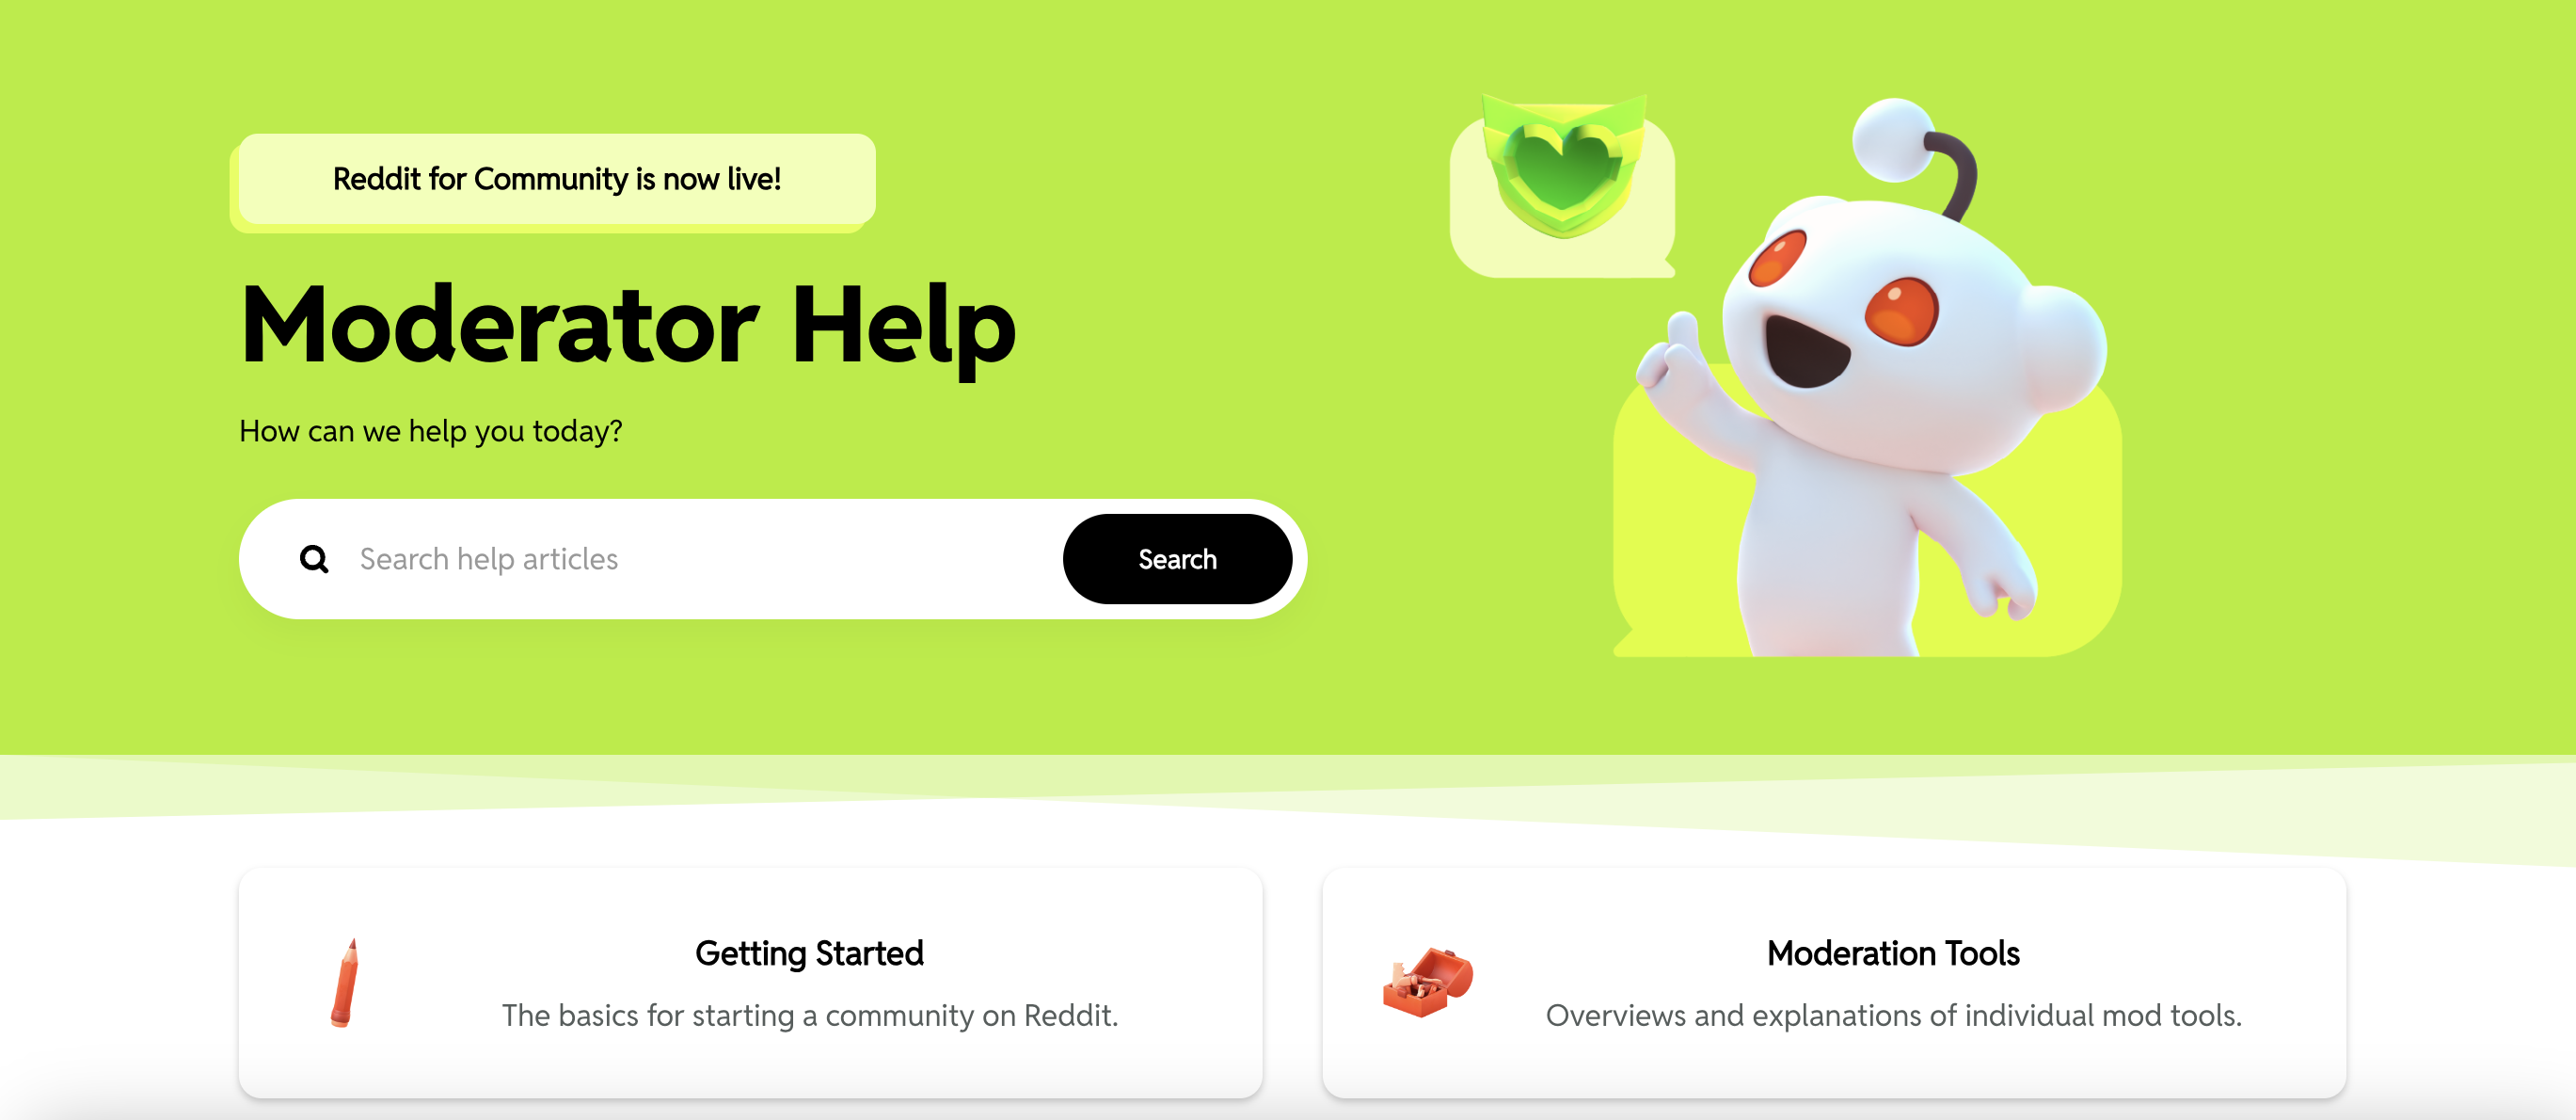 Reddit for Community is now live!
Moderator Help
How can we help you today?
Search help articles
Search
Getting Started
The basics for starting a community on Reddit.
Moderation Tools
Overviews and explanations of individual mod tools.